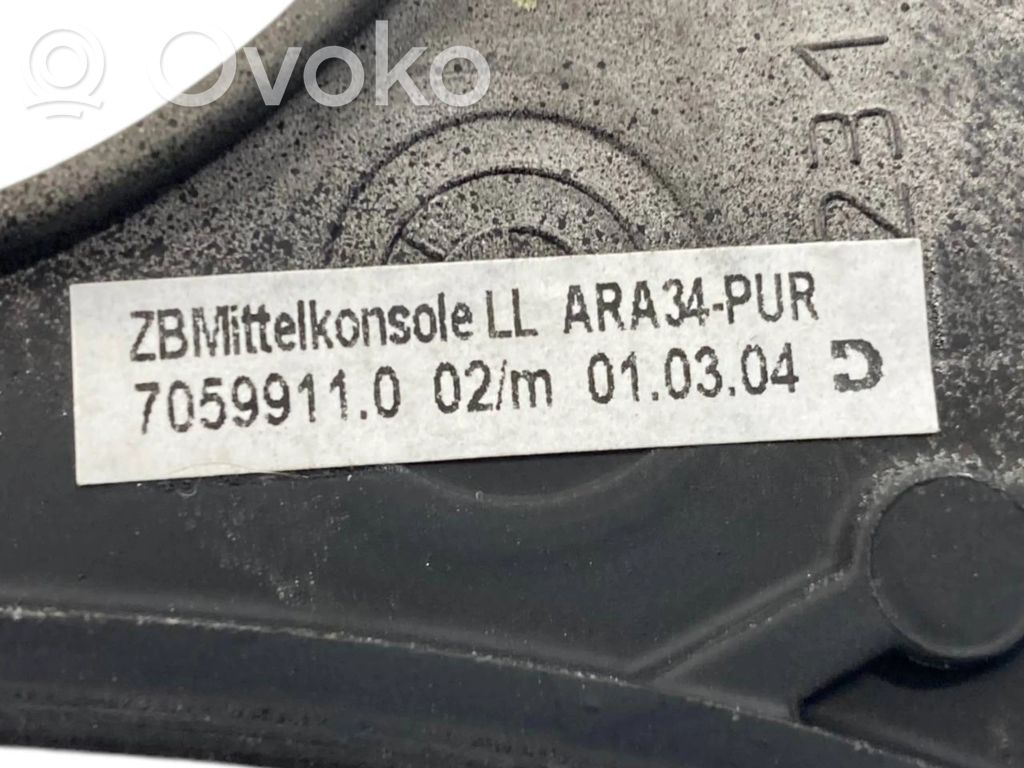 Ovoko
ZBMittelkonsole LL ARA34-PUR
7059911.0 02/m 01.03.04